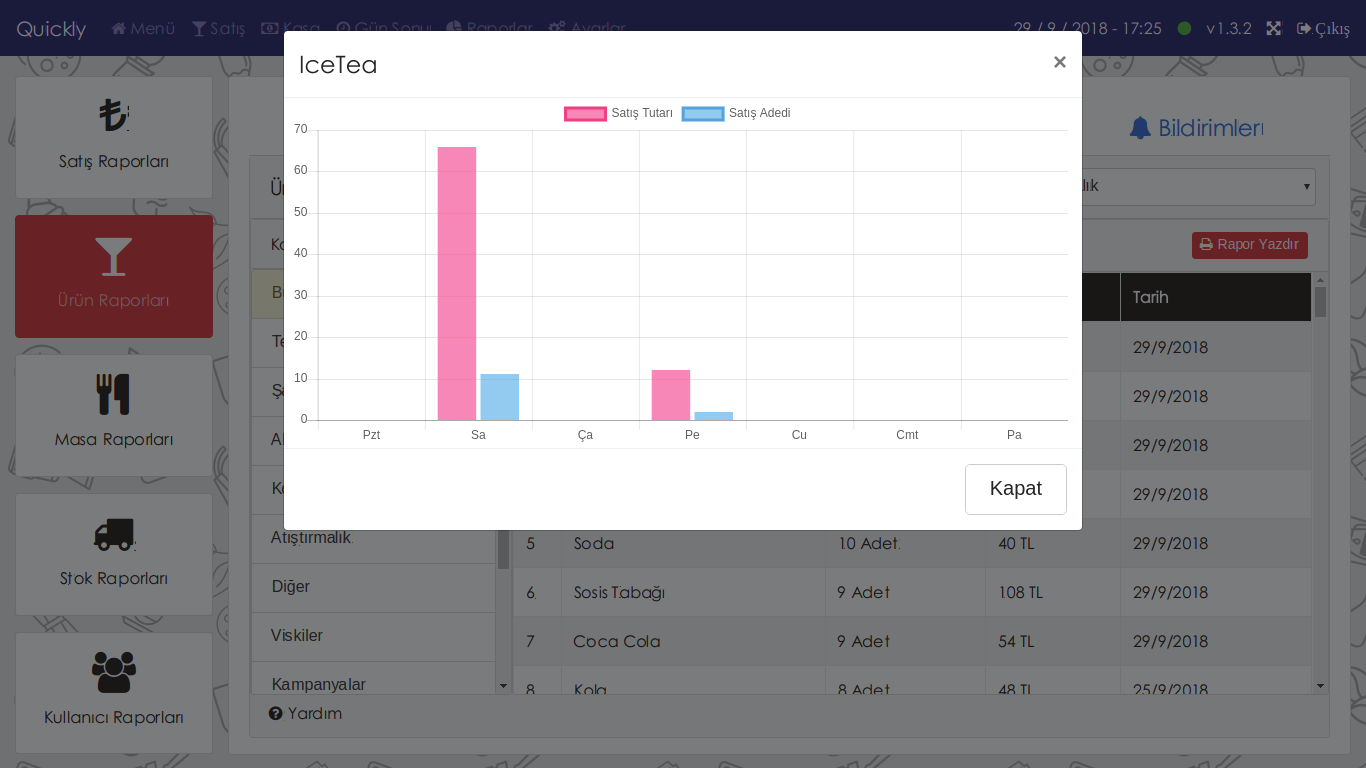 Quickly Menü Satış Kasa Gün Sonu Raporlar Ayarlar 29 / 9 / 2018 - 17:25 v1.3.2 Çıkış
IceTea ×
Satış Tutarı Satış Adedi
70
60
50
40
30
20
10
0
Pzt Sa Ça Pe Cu Cmt Pa
Kapat
Satış Raporları
Ürün Raporları
Masa Raporları
Stok Raporları
Kullanıcı Raporları
Bildirimleri
Rapor Yazdır
Tarih
29/9/2018
29/9/2018
29/9/2018
29/9/2018
Atıştırmalık
Diğer
Viskiler
Kampanyalar
5 Soda 10 Adet 40 TL 29/9/2018
6 Sosis Tabağı 9 Adet 108 TL 29/9/2018
7 Coca Cola 9 Adet 54 TL 29/9/2018
8 Kola 8 Adet 48 TL 25/9/2018
Yardım